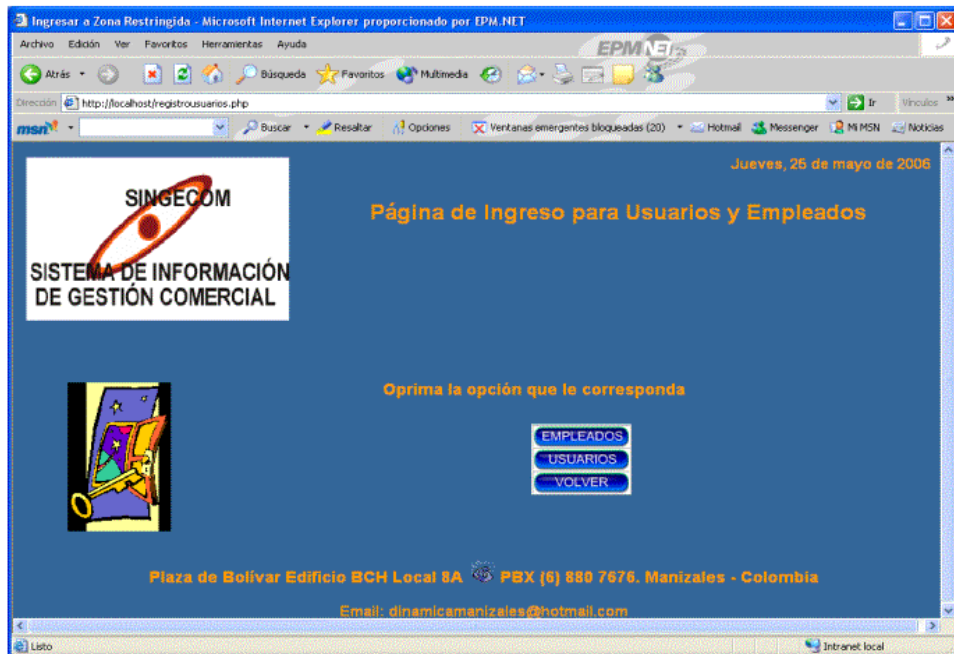 Ingresar a Zona Restringida - Microsoft Internet Explorer proporcionado por EPM.NET
Archivo Edición Ver Favoritos Herramientas Ayuda
EPM NET
Atrás Búsqueda Favoritos Multimedia
Dirección http://localhost/registrousuarios.php Ir Vínculos »
msn Buscar Resaltar Opciones Ventanas emergentes bloqueadas (20) Hotmail Messenger Mi MSN Noticias
Jueves, 25 de mayo de 2006
SINGECOM
SISTEMA DE INFORMACIÓN
DE GESTIÓN COMERCIAL
Página de Ingreso para Usuarios y Empleados
Oprima la opción que le corresponda
EMPLEADOS
USUARIOS
VOLVER
Plaza de Bolívar Edificio BCH Local 8A PBX (6) 880 7676. Manizales - Colombia
Email: dinamicamanizales@hotmail.com
Listo Intranet local